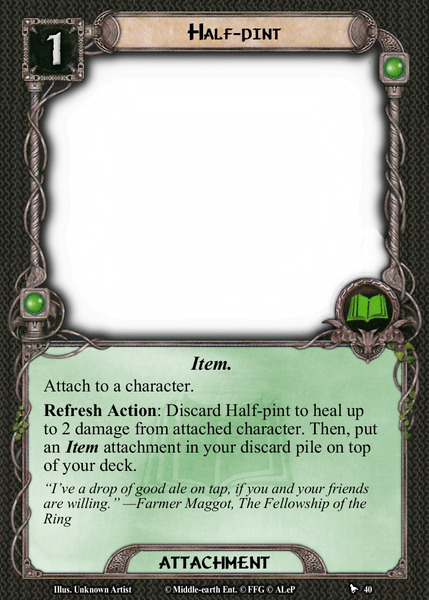 1
Half-pint
Item.
Attach to a character.
Refresh Action: Discard Half-pint to heal up
to 2 damage from attached character. Then, put
an Item attachment in your discard pile on top
of your deck.
“I’ve a drop of good ale on tap, if you and your friends
are willing.” —Farmer Maggot, The Fellowship of the
Ring
ATTACHMENT
Illus. Unknown Artist © Middle-earth Ent. © FFG © ALeP 40